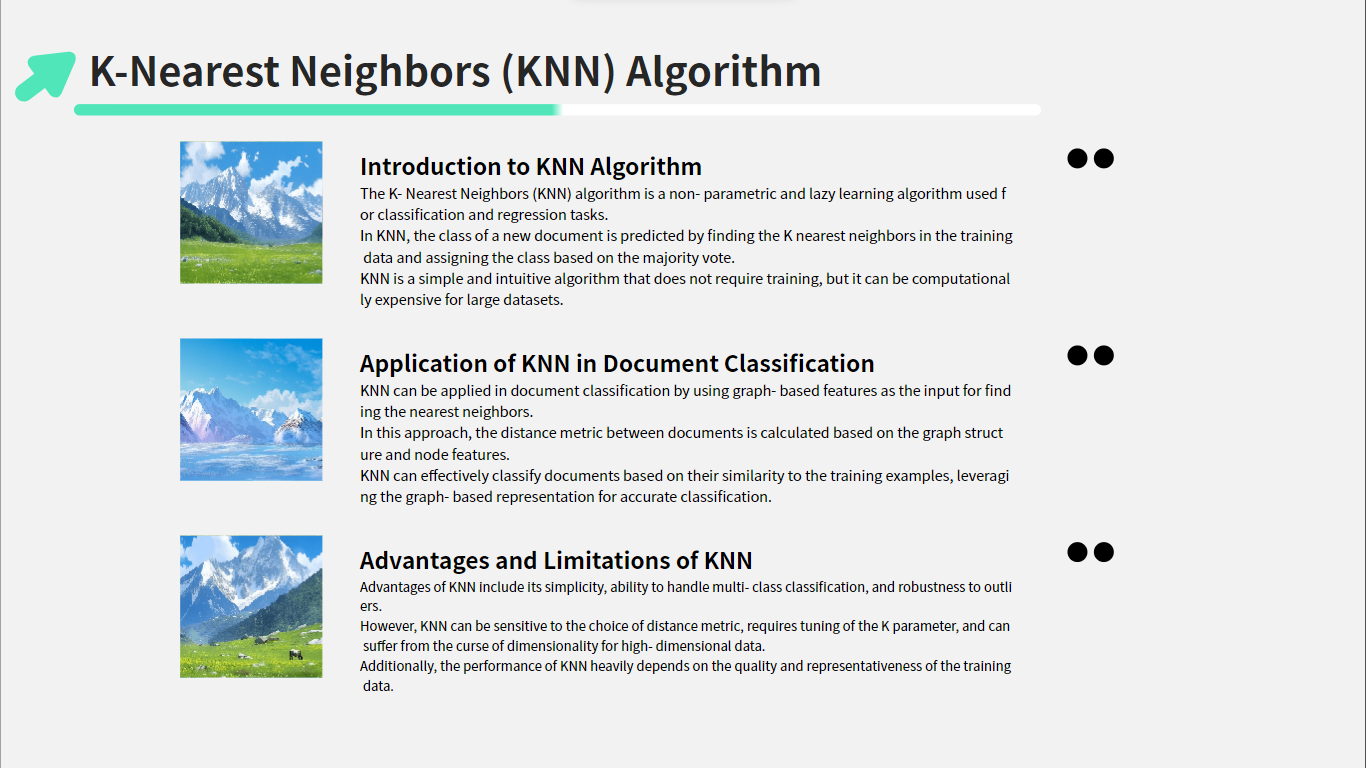 K-Nearest Neighbors (KNN) Algorithm
Introduction to KNN Algorithm
The K- Nearest Neighbors (KNN) algorithm is a non- parametric and lazy learning algorithm used f
or classification and regression tasks.
In KNN, the class of a new document is predicted by finding the K nearest neighbors in the training
data and assigning the class based on the majority vote.
KNN is a simple and intuitive algorithm that does not require training, but it can be computational
ly expensive for large datasets.
Application of KNN in Document Classification
KNN can be applied in document classification by using graph- based features as the input for find
ing the nearest neighbors.
In this approach, the distance metric between documents is calculated based on the graph struct
ure and node features.
KNN can effectively classify documents based on their similarity to the training examples, leveragi
ng the graph- based representation for accurate classification.
Advantages and Limitations of KNN
Advantages of KNN include its simplicity, ability to handle multi- class classification, and robustness to outli
ers.
However, KNN can be sensitive to the choice of distance metric, requires tuning of the K parameter, and can
suffer from the curse of dimensionality for high- dimensional data.
Additionally, the performance of KNN heavily depends on the quality and representativeness of the training
data.